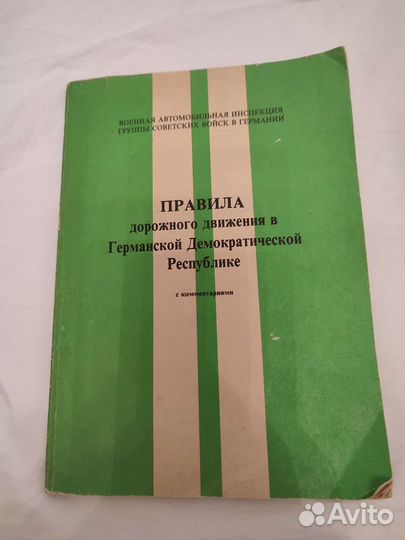 ВОЕННАЯ АВТОМОБИЛЬНАЯ ИНСПЕКЦИЯ
ГРУППЫ СОВЕТСКИХ ВОЙСК В ГЕРМАНИИ
ПРАВИЛА
дорожного движения в
Германской Демократической
Республике
с комментариями
Avito